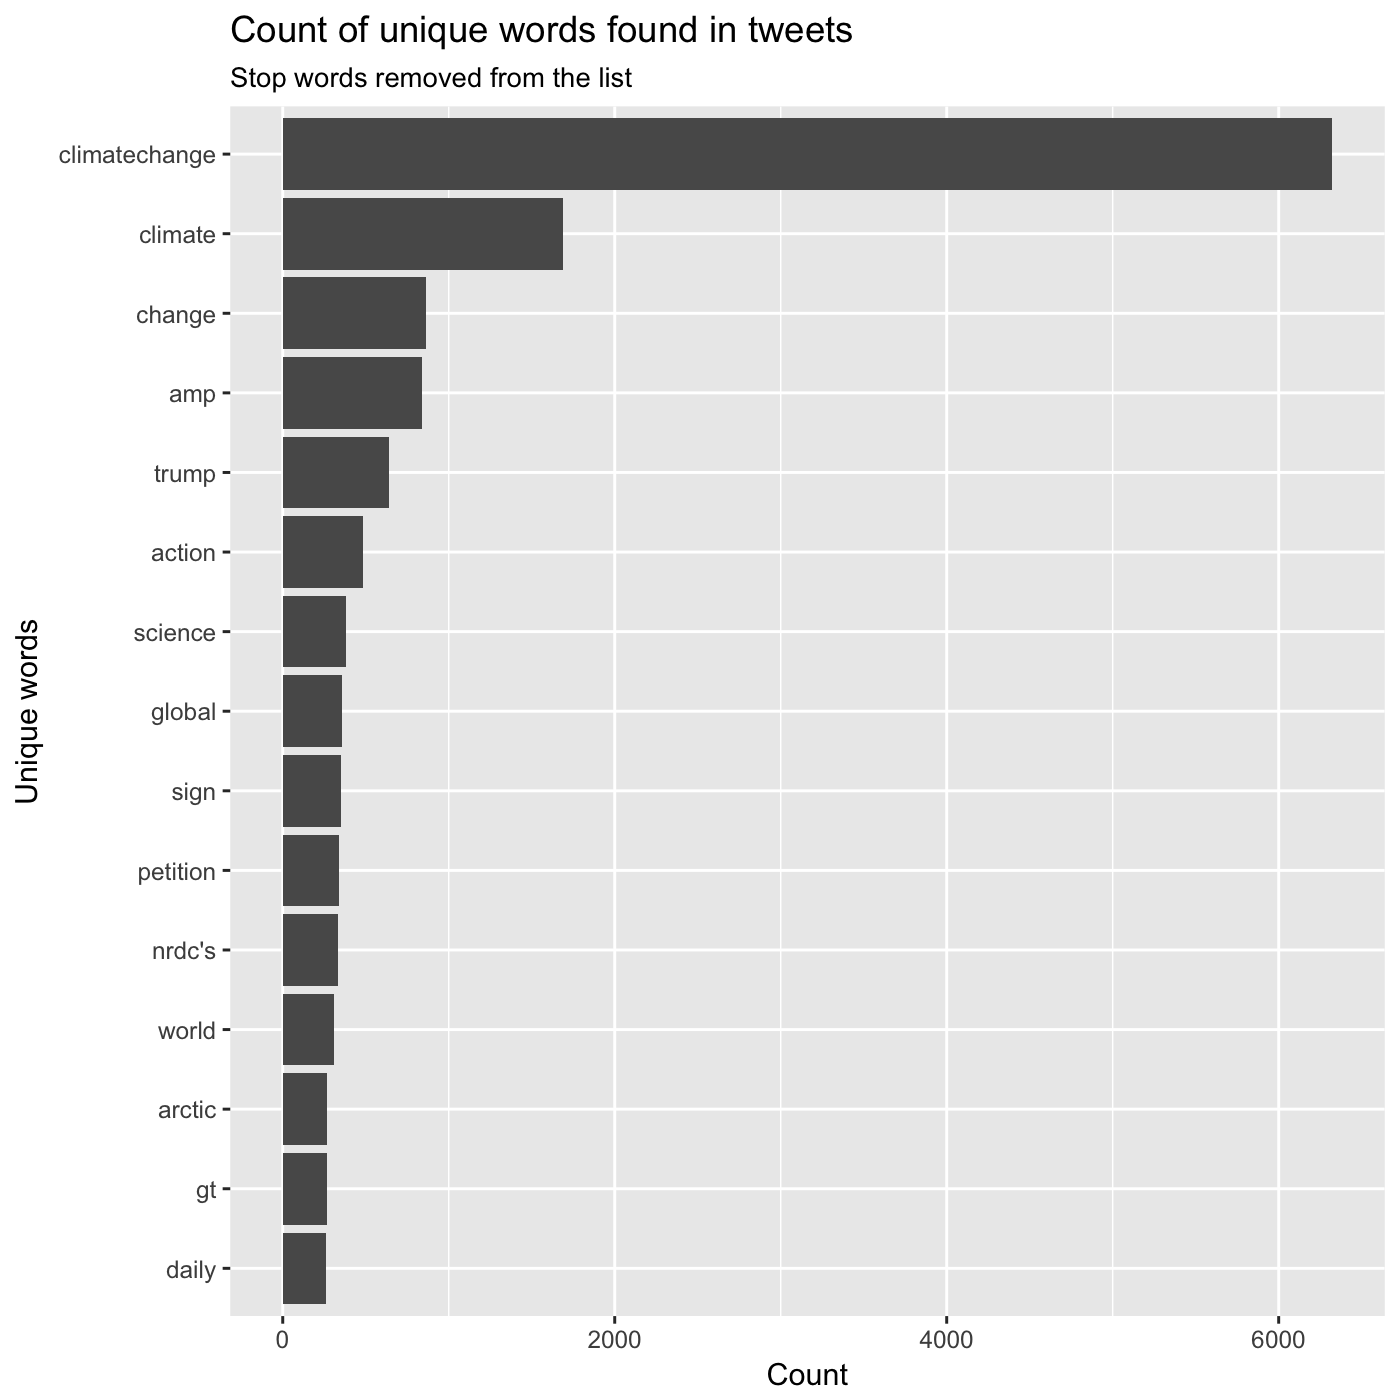 Count of unique words found in tweets
Stop words removed from the list
Unique words
climatechange
climate
change
amp
trump
action
science
global
sign
petition
nrdc's
world
arctic
gt
daily
0 2000 4000 6000
Count